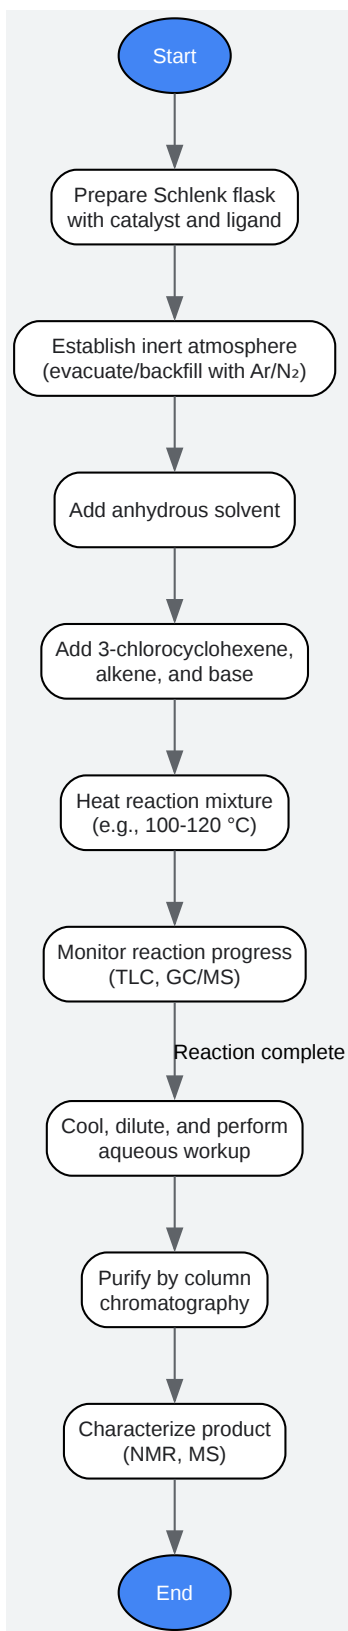 Start
Prepare Schlenk flask
with catalyst and ligand
Establish inert atmosphere
(evacuate/backfill with Ar/N₂)
Add anhydrous solvent
Add 3-chlorocyclohexene,
alkene, and base
Heat reaction mixture
(e.g., 100-120 °C)
Monitor reaction progress
(TLC, GC/MS)
Reaction complete
Cool, dilute, and perform
aqueous workup
Purify by column
chromatography
Characterize product
(NMR, MS)
End